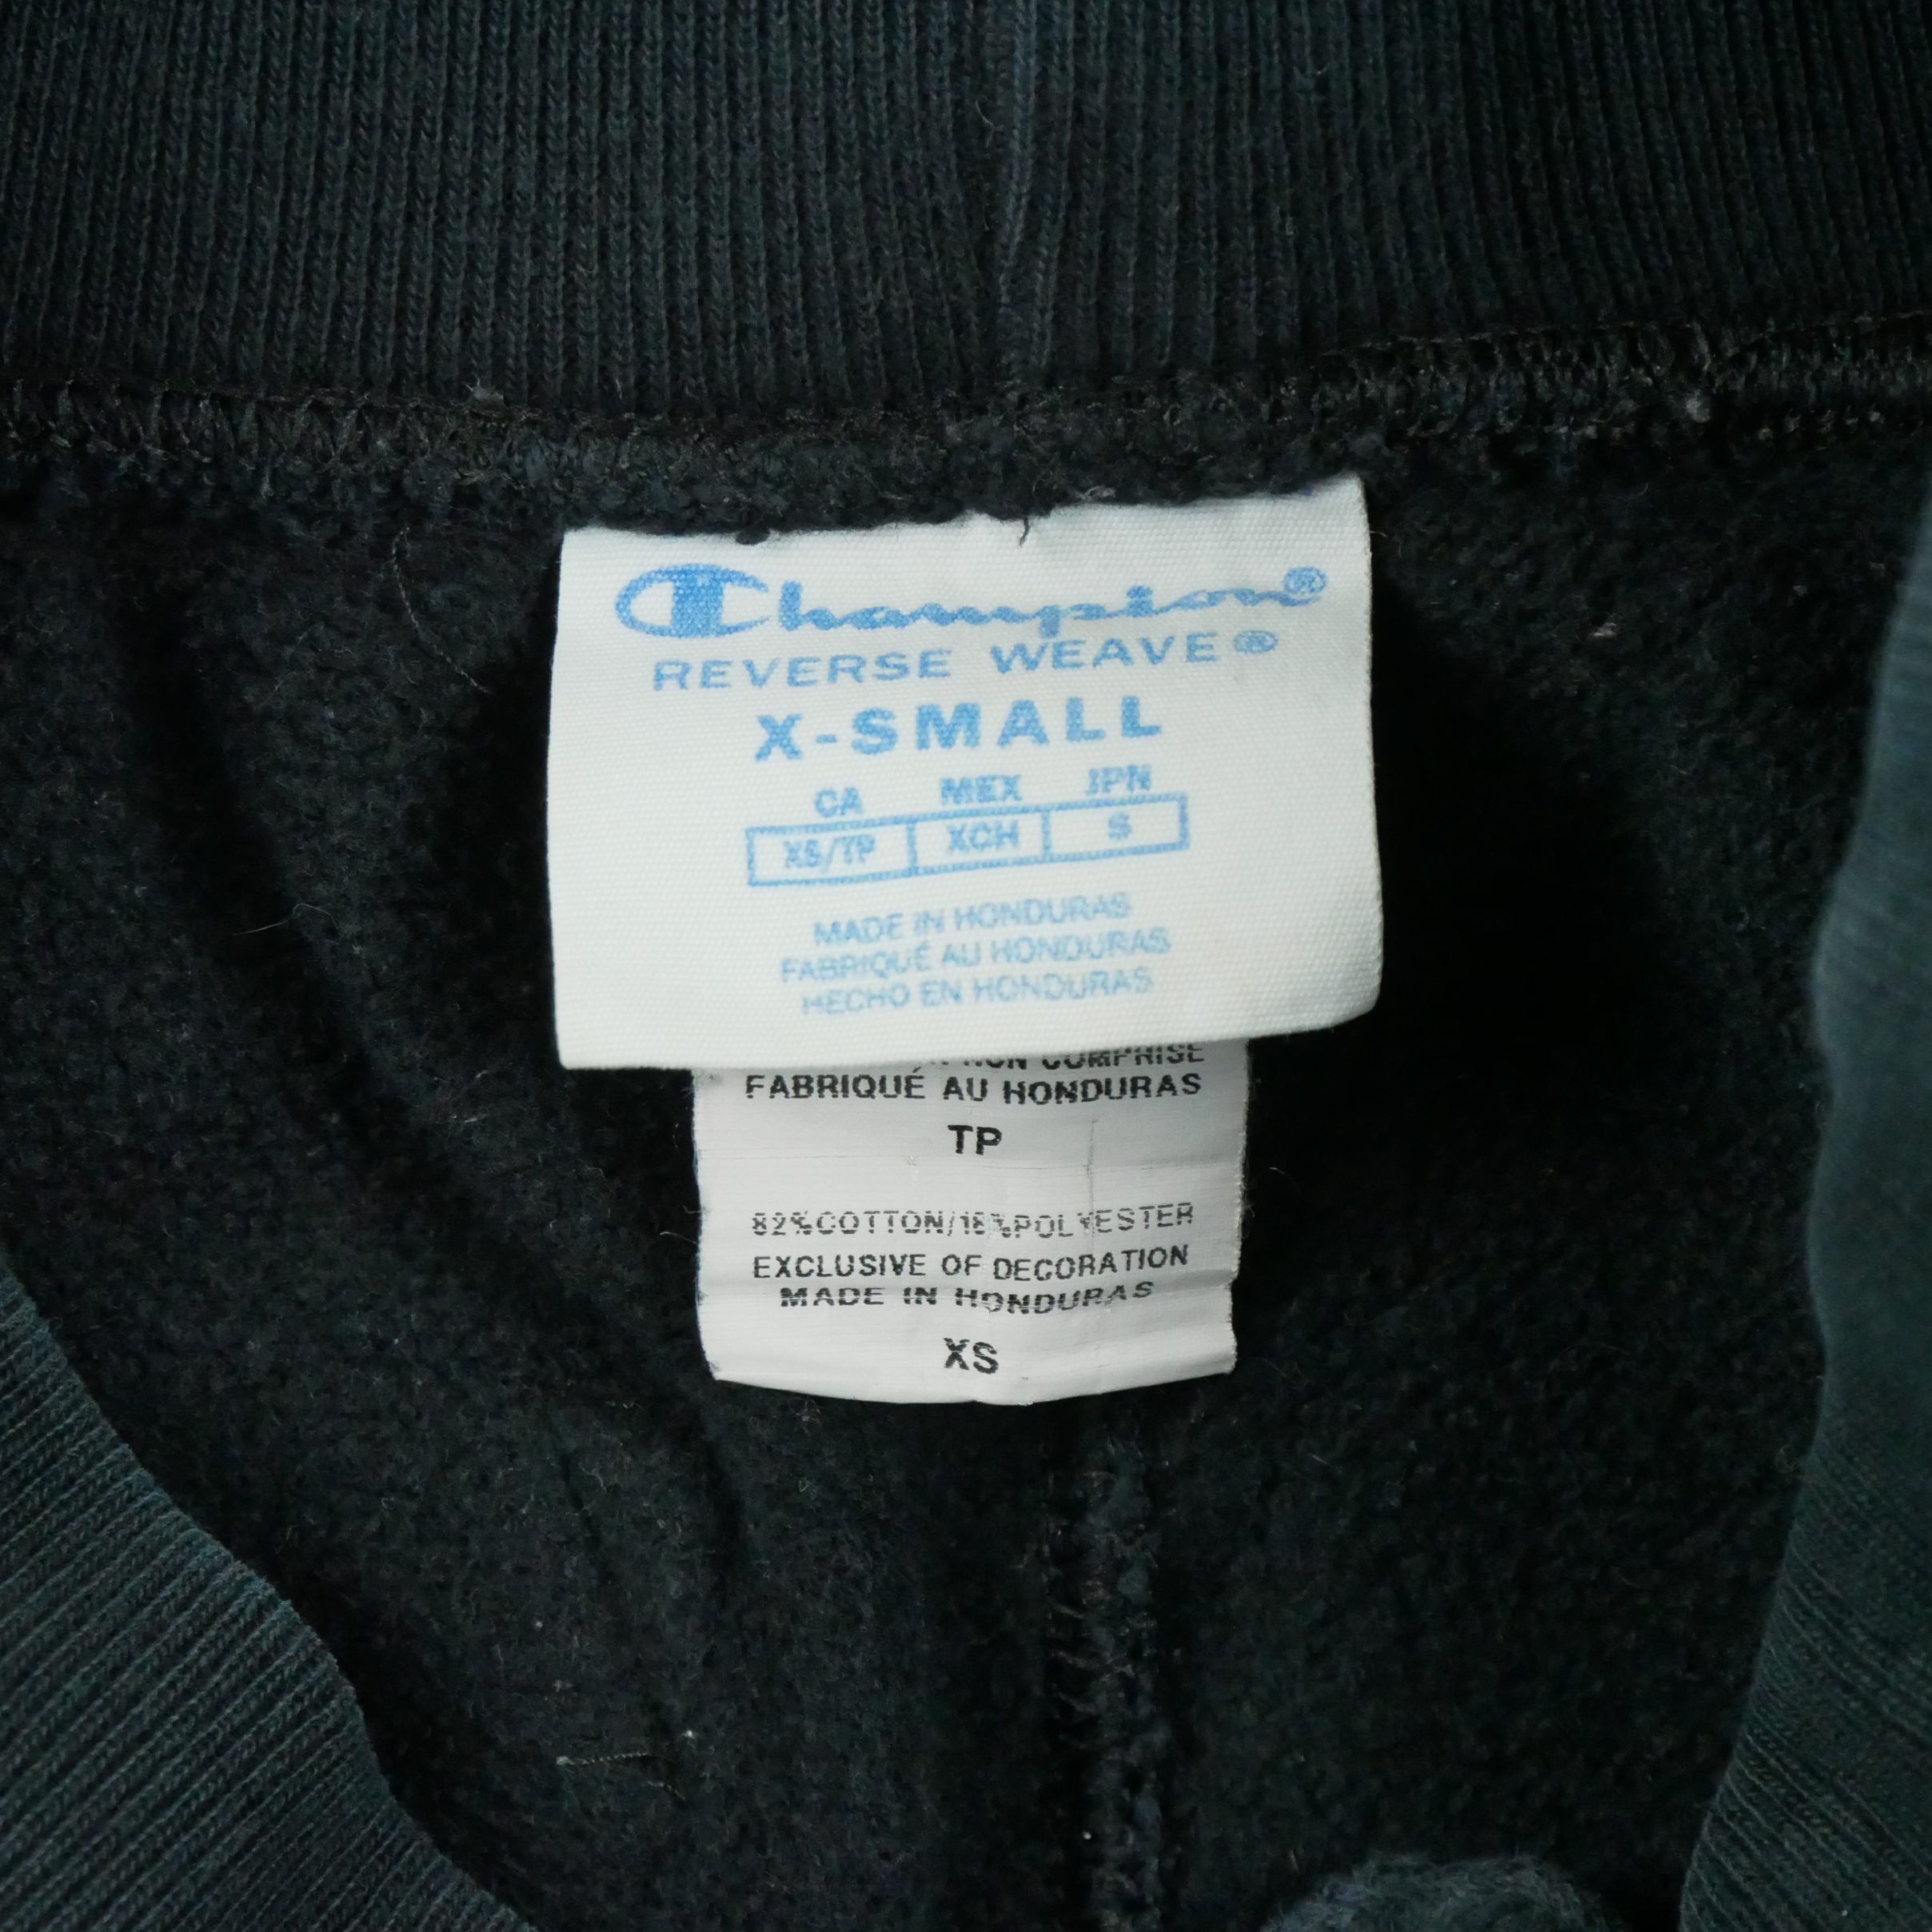 Champion®
REVERSE WEAVE®
X-SMALL
CA MEX JPN
XS/TP XCH S
MADE IN HONDURAS
FABRIQUÉ AU HONDURAS
HECHO EN HONDURAS
NON COMPRISE
FABRIQUÉ AU HONDURAS
TP
82%COTTON/18%POLYESTER
EXCLUSIVE OF DECORATION
MADE IN HONDURAS
XS